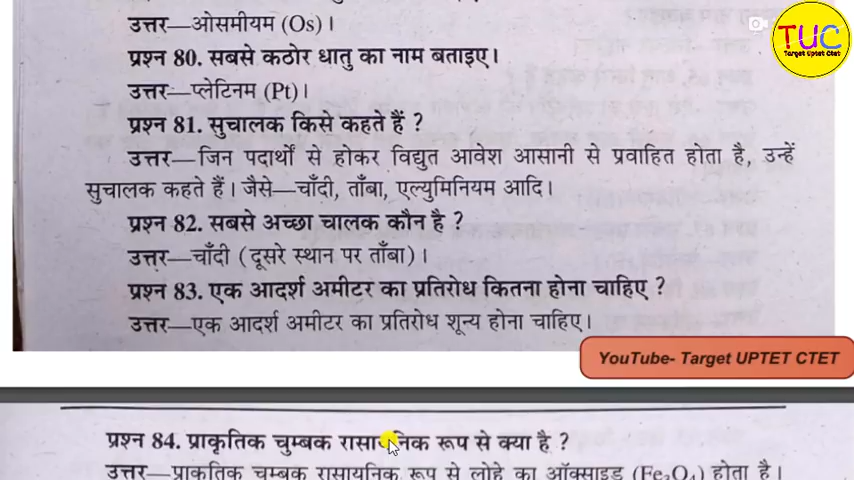 उत्तर—ओसमीयम (Os)।
प्रश्न 80. सबसे कठोर धातु का नाम बताइए।
उत्तर—प्लेटिनम (Pt)।
प्रश्न 81. सुचालक किसे कहते हैं ?
उत्तर—जिन पदार्थों से होकर विद्युत आवेश आसानी से प्रवाहित होता है, उन्हें
सुचालक कहते हैं। जैसे—चाँदी, ताँबा, एल्युमिनियम आदि।
प्रश्न 82. सबसे अच्छा चालक कौन है ?
उत्तर—चाँदी (दूसरे स्थान पर ताँबा)।
प्रश्न 83. एक आदर्श अमीटर का प्रतिरोध कितना होना चाहिए ?
उत्तर—एक आदर्श अमीटर का प्रतिरोध शून्य होना चाहिए।
प्रश्न 84. प्राकृतिक चुम्बक रासायनिक रूप से क्या है ?
उत्तर—प्राकृतिक चुम्बक रासायनिक रूप से लोहे का ऑक्साइड (Fe₃O₄) होता है।
TUC
Target Uptet Ctet
YouTube- Target UPTET CTET